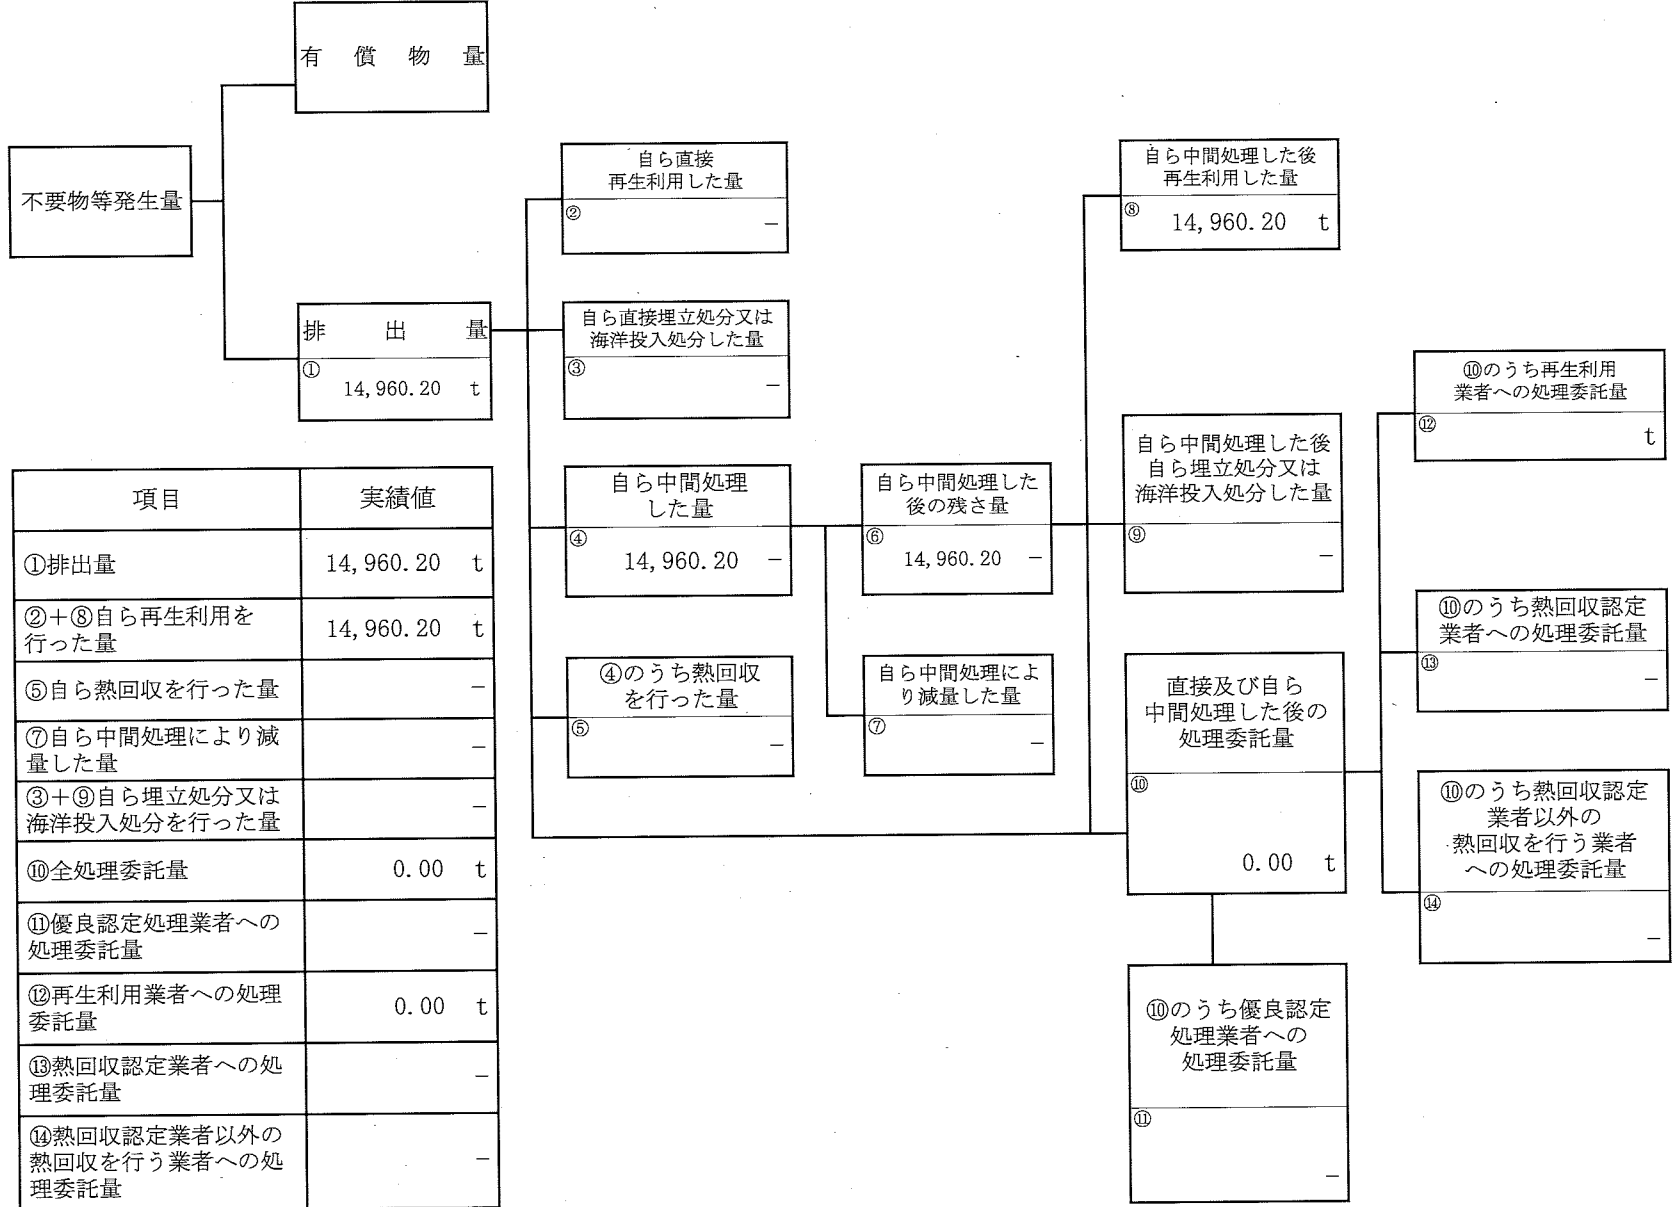 有償物量
不要物等発生量
排出量
①
14,960.20 t
自ら直接
再生利用した量
②
−
自ら直接埋立処分又は
海洋投入処分した量
③
−
自ら中間処理
した量
④
14,960.20 −
④のうち熱回収
を行った量
⑤
−
自ら中間処理した
後の残さ量
⑥
14,960.20 −
自ら中間処理によ
り減量した量
⑦
−
自ら中間処理した後
再生利用した量
⑧
14,960.20 t
自ら中間処理した後
自ら埋立処分又は
海洋投入処分した量
⑨
−
直接及び自ら
中間処理した後の
処理委託量
⑩
0.00 t
⑩のうち優良認定
処理業者への
処理委託量
⑪
−
⑩のうち再生利用
業者への処理委託量
⑫
t
⑩のうち熱回収認定
業者への処理委託量
⑬
−
⑩のうち熱回収認定
業者以外の
熱回収を行う業者
への処理委託量
⑭
−
項目 実績値
①排出量 14,960.20 t
②+⑧自ら再生利用を
行った量 14,960.20 t
⑤自ら熱回収を行った量 −
⑦自ら中間処理により減
量した量 −
③+⑨自ら埋立処分又は
海洋投入処分を行った量 −
⑩全処理委託量 0.00 t
⑪優良認定処理業者への
処理委託量 −
⑫再生利用業者への処理
委託量 0.00 t
⑬熱回収認定業者への処
理委託量 −
⑭熱回収認定業者以外の
熱回収を行う業者への処
理委託量 −